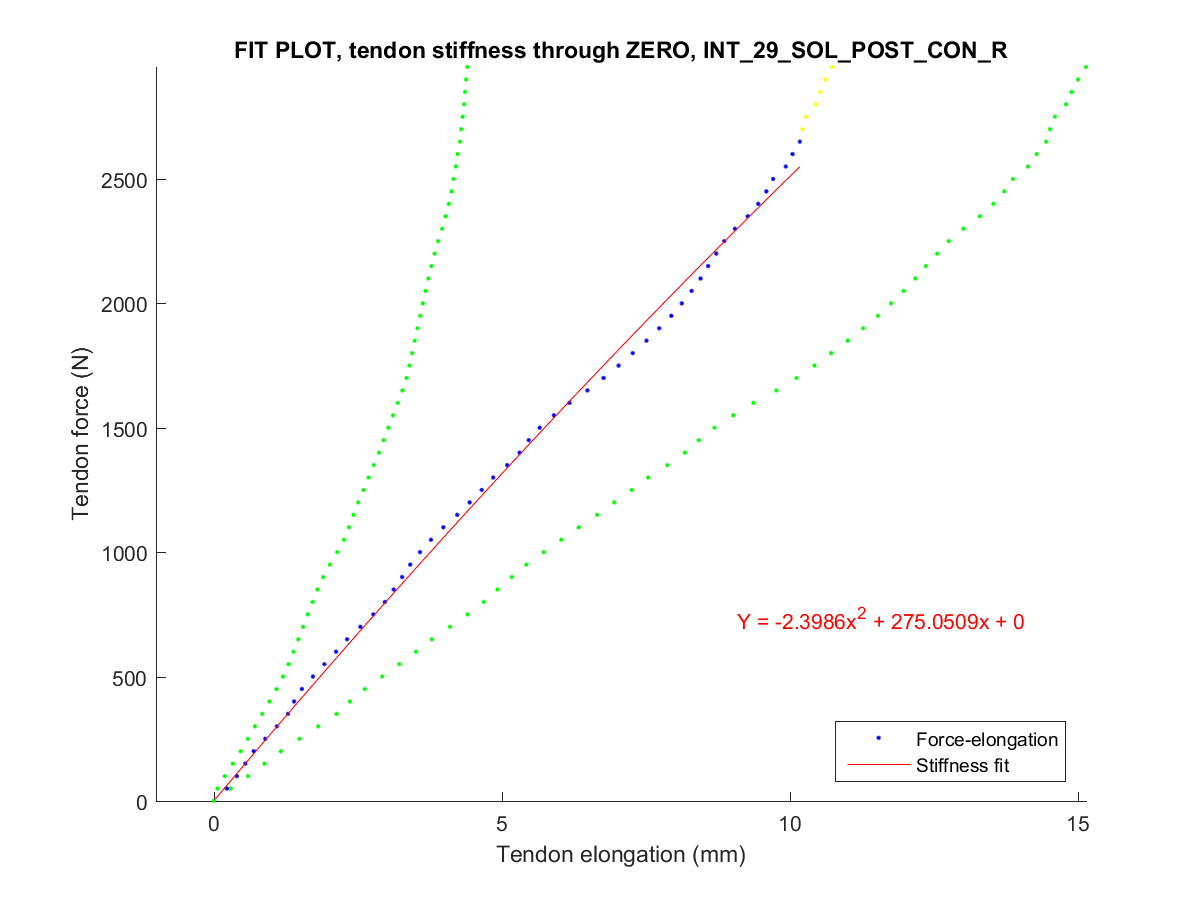 FIT PLOT, tendon stiffness through ZERO, INT_29_SOL_POST_CON_R
2500
2000
1500
1000
500
0
Tendon force (N)
Y = -2.3986x² + 275.0509x + 0
Force-elongation
Stiffness fit
0 5 10 15
Tendon elongation (mm)